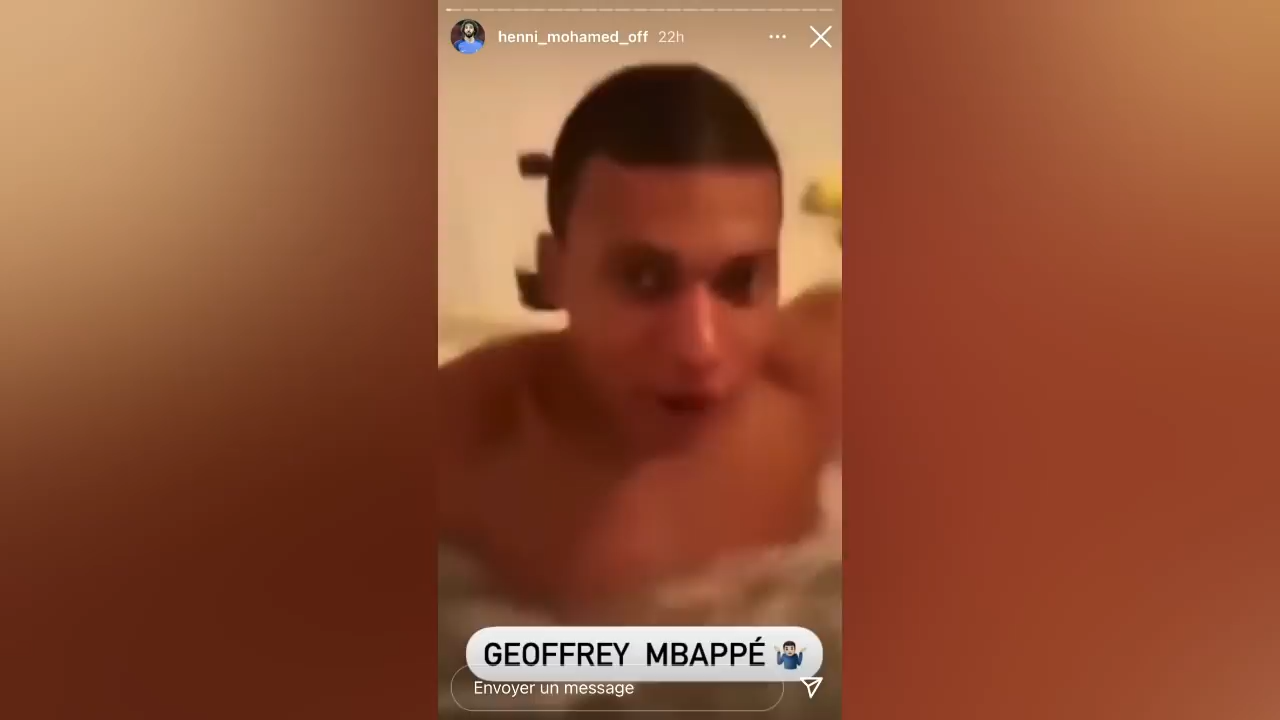 henni_mohamed_off 22h
GEOFFREY MBAPPÉ 🤷🏻‍♂️
Envoyer un message